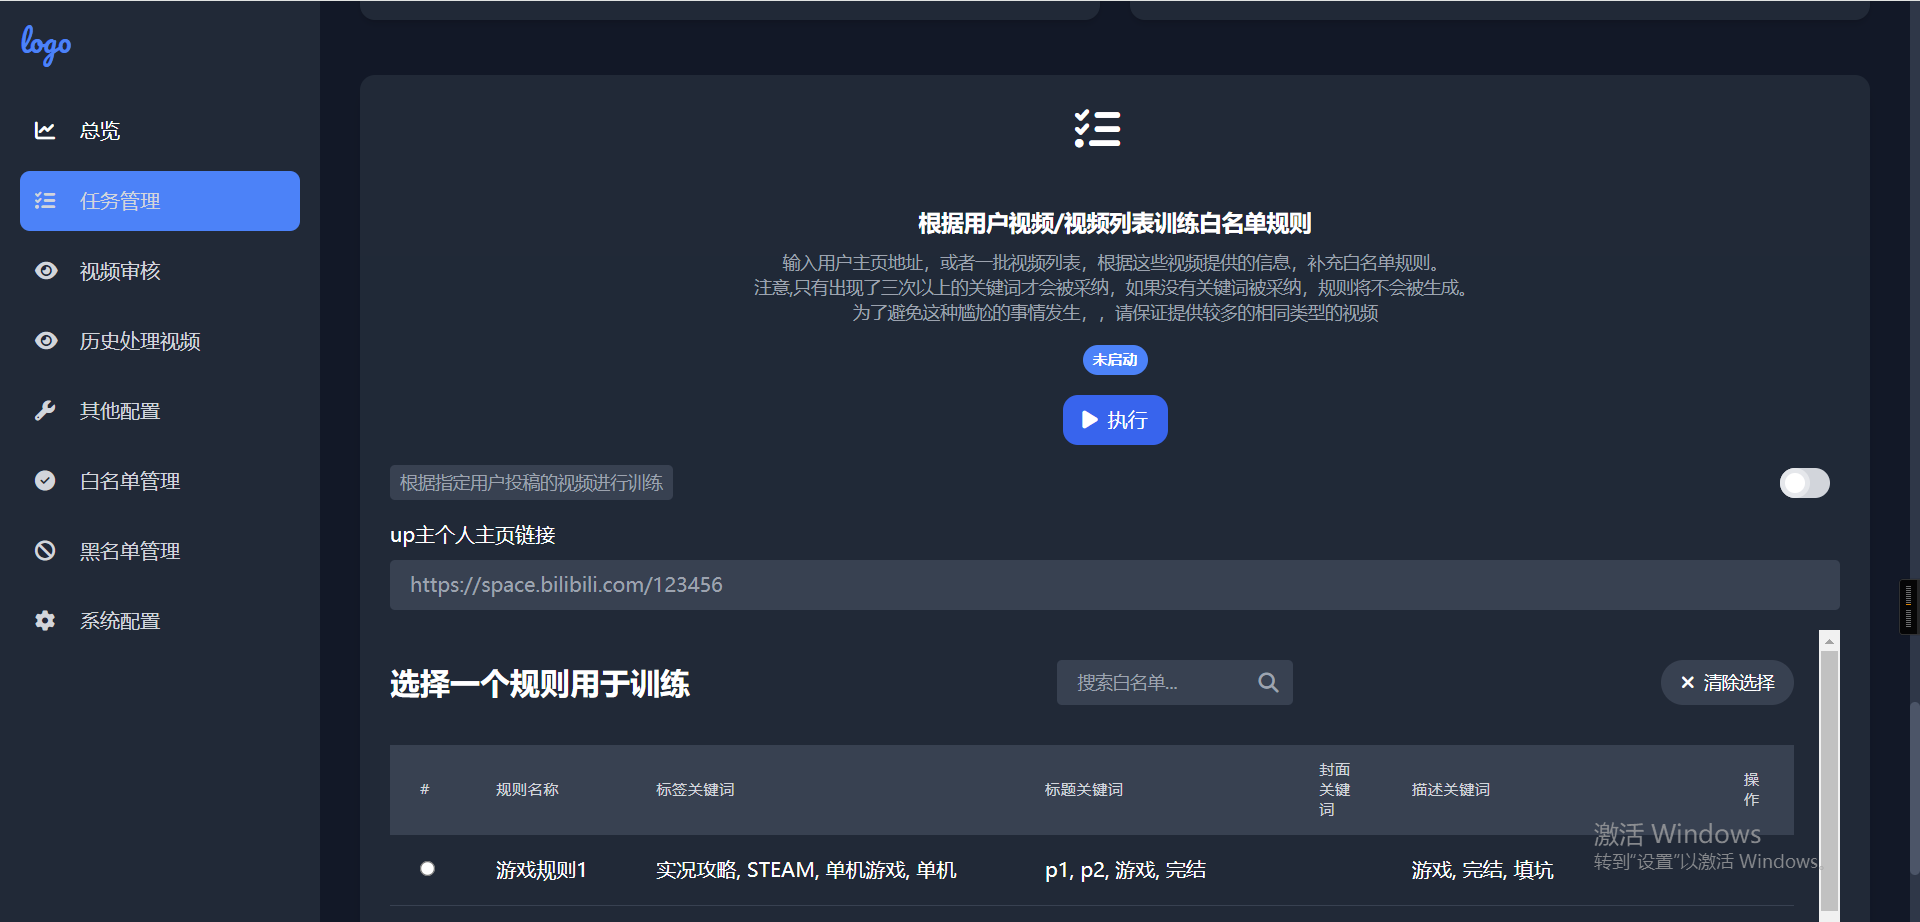 logo
总览
任务管理
视频审核
历史处理视频
其他配置
白名单管理
黑名单管理
系统配置
根据用户视频/视频列表训练白名单规则
输入用户主页地址，或者一批视频列表，根据这些视频提供的信息，补充白名单规则。
注意,只有出现了三次以上的关键词才会被采纳，如果没有关键词被采纳，规则将不会被生成。
为了避免这种尴尬的事情发生，，请保证提供较多的相同类型的视频
未启动
执行
根据指定用户投稿的视频进行训练
up主个人主页链接
https://space.bilibili.com/123456
选择一个规则用于训练
搜索白名单...
清除选择
# 规则名称 标签关键词 标题关键词 封面关键词 描述关键词 操作
游戏规则1 实况攻略, STEAM, 单机游戏, 单机 p1, p2, 游戏, 完结 游戏, 完结, 填坑
激活 Windows
转到“设置”以激活 Windows。